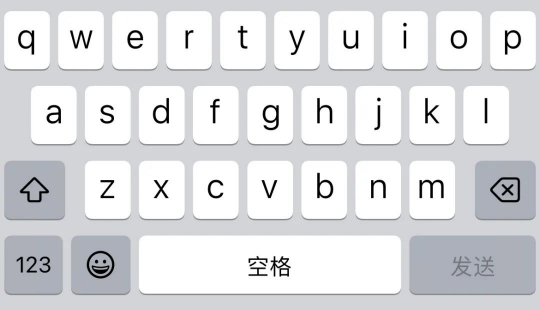 q w e r t y u i o p
a s d f g h j k l
z x c v b n m
123 空格 发送